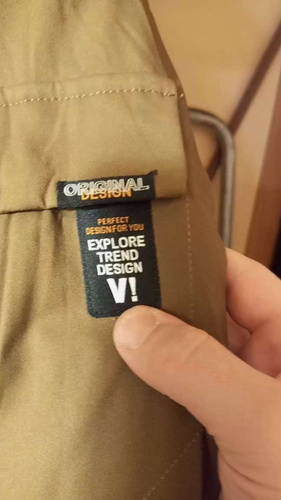 ORIGINAL
DESIGN
PERFECT
DESIGN FOR YOU
EXPLORE
TREND
DESIGN
V!